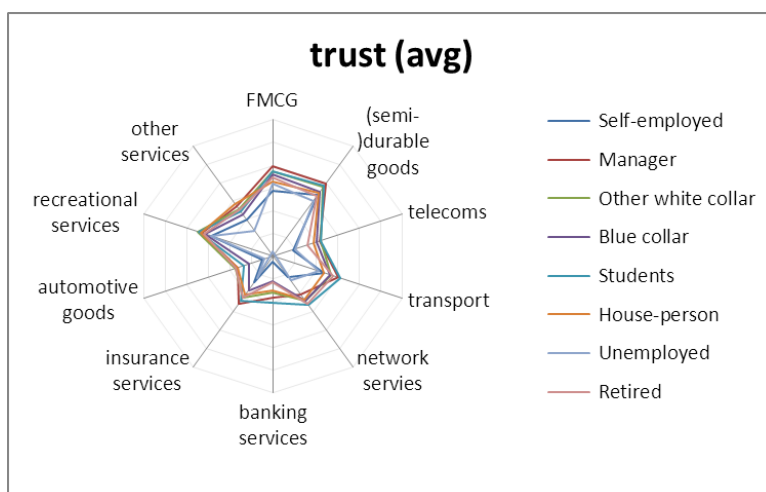 trust (avg)
FMCG
(semi-
)durable
goods
telecoms
transport
network
servies
banking
services
insurance
services
automotive
goods
recreational
services
other
services
Self-employed
Manager
Other white collar
Blue collar
Students
House-person
Unemployed
Retired